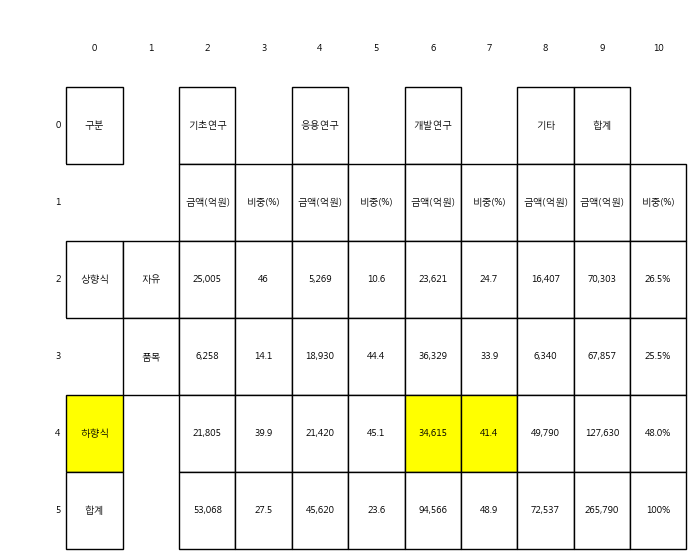 0 1 2 3 4 5 6 7 8 9 10
0 구분 기초연구 응용연구 개발연구 기타 합계
1 금액(억원) 비중(%) 금액(억원) 비중(%) 금액(억원) 비중(%) 금액(억원) 금액(억원) 비중(%)
2 상향식 자유 25,005 46 5,269 10.6 23,621 24.7 16,407 70,303 26.5%
3 품목 6,258 14.1 18,930 44.4 36,329 33.9 6,340 67,857 25.5%
4 하향식 21,805 39.9 21,420 45.1 34,615 41.4 49,790 127,630 48.0%
5 합계 53,068 27.5 45,620 23.6 94,566 48.9 72,537 265,790 100%